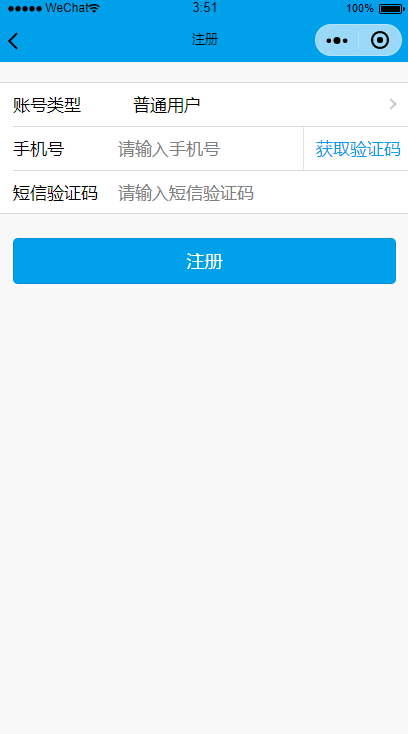 WeChat 3:51 100%
注册
账号类型 普通用户
手机号 请输入手机号 获取验证码
短信验证码 请输入短信验证码
注册